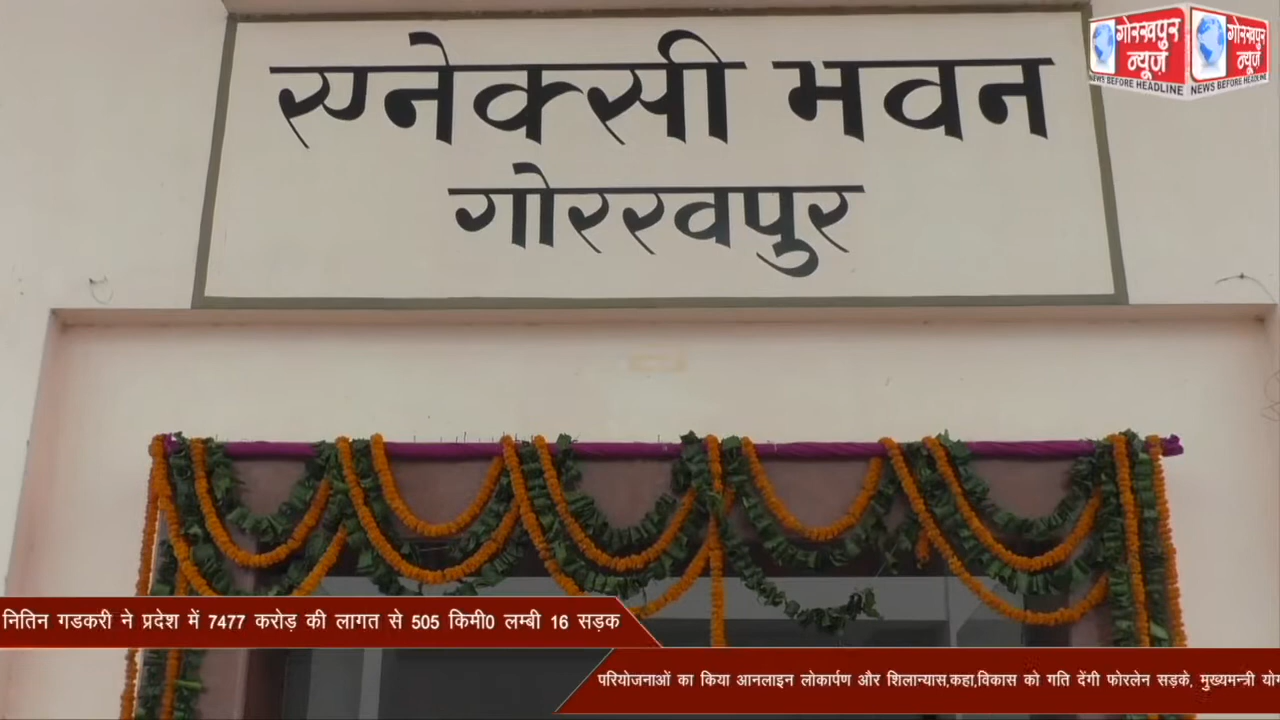 एनेक्सी भवन
गोरखपुर
गोरखपुर
न्यूज़
NEWS BEFORE HEADLINE
गोरखपुर
न्यूज़
NEWS BEFORE HEADLINE
नितिन गडकरी ने प्रदेश में 7477 करोड़ की लागत से 505 किमी0 लम्बी 16 सड़क
परियोजनाओं का किया आनलाइन लोकार्पण और शिलान्यास,कहा,विकास को गति देंगी फोरलेन सड़के, मुख्यमन्त्री